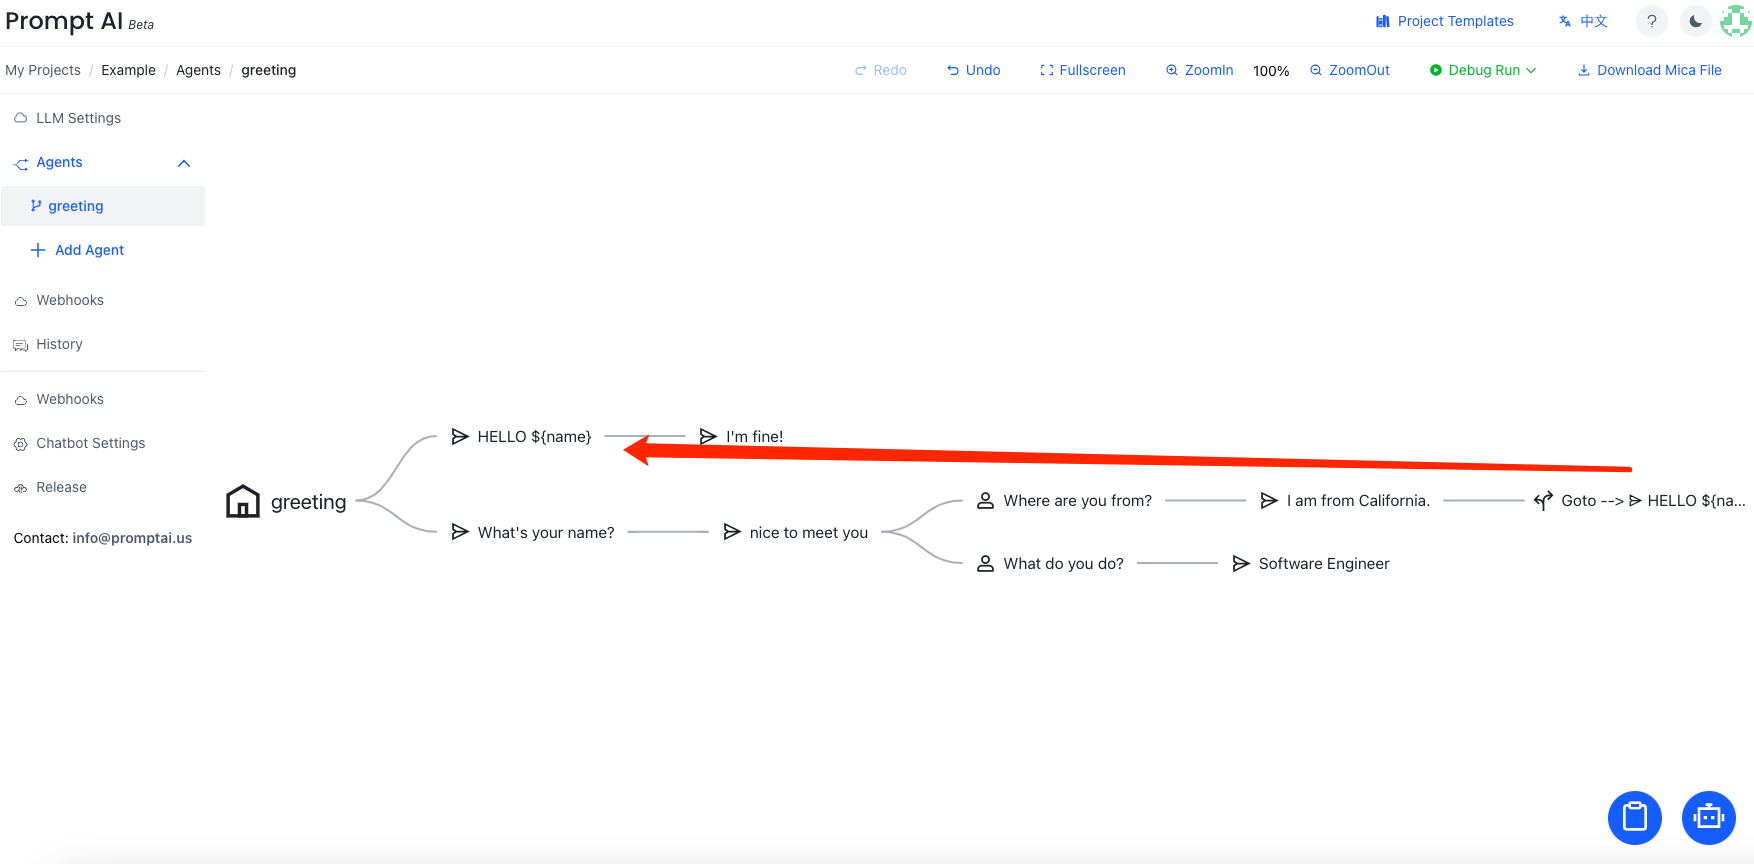 Prompt AI Beta
Project Templates
中文
?
My Projects / Example / Agents / greeting
Redo
Undo
Fullscreen
ZoomIn
100%
ZoomOut
Debug Run
Download Mica File
LLM Settings
Agents
greeting
Add Agent
Webhooks
History
Webhooks
Chatbot Settings
Release
Contact: info@promptai.us
greeting
HELLO ${name}
I'm fine!
What's your name?
nice to meet you
Where are you from?
I am from California.
Goto --> HELLO ${na...
What do you do?
Software Engineer